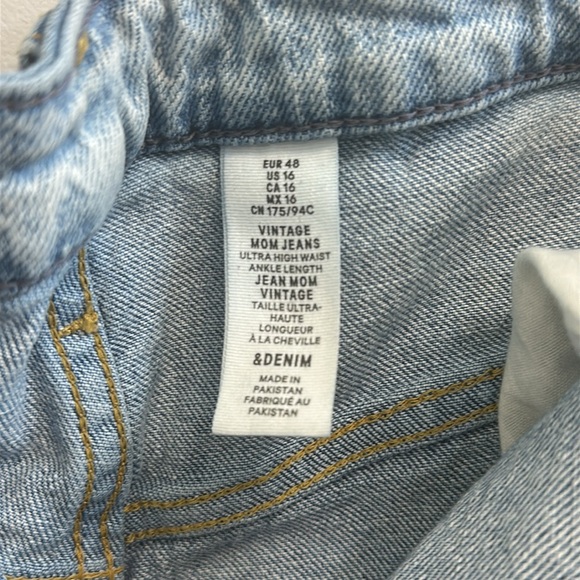 EUR 48
US 16
CA 16
MX 16
CN 175/94C
VINTAGE
MOM JEANS
ULTRA HIGH WAIST
ANKLE LENGTH
JEAN MOM
VINTAGE
TAILLE ULTRA-
HAUTE
LONGUEUR
À LA CHEVILLE
&DENIM
MADE IN
PAKISTAN
FABRIQUÉ AU
PAKISTAN